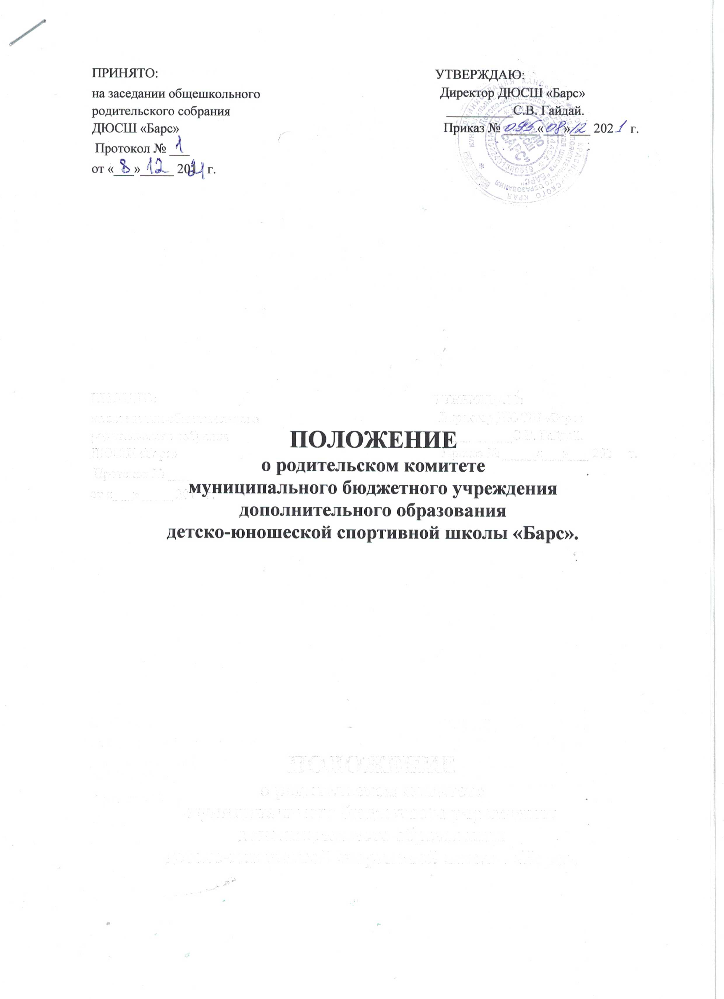 ПРИНЯТО:
на заседании общешкольного
родительского собрания
ДЮСШ «Барс»
Протокол № 1
от «8» 12 2021 г.
УТВЕРЖДАЮ:
Директор ДЮСШ «Барс»
____________С.В. Гайдай.
Приказ № 095 «08» 12 2021 г.
ПОЛОЖЕНИЕ
о родительском комитете
муниципального бюджетного учреждения
дополнительного образования
детско-юношеской спортивной школы «Барс».